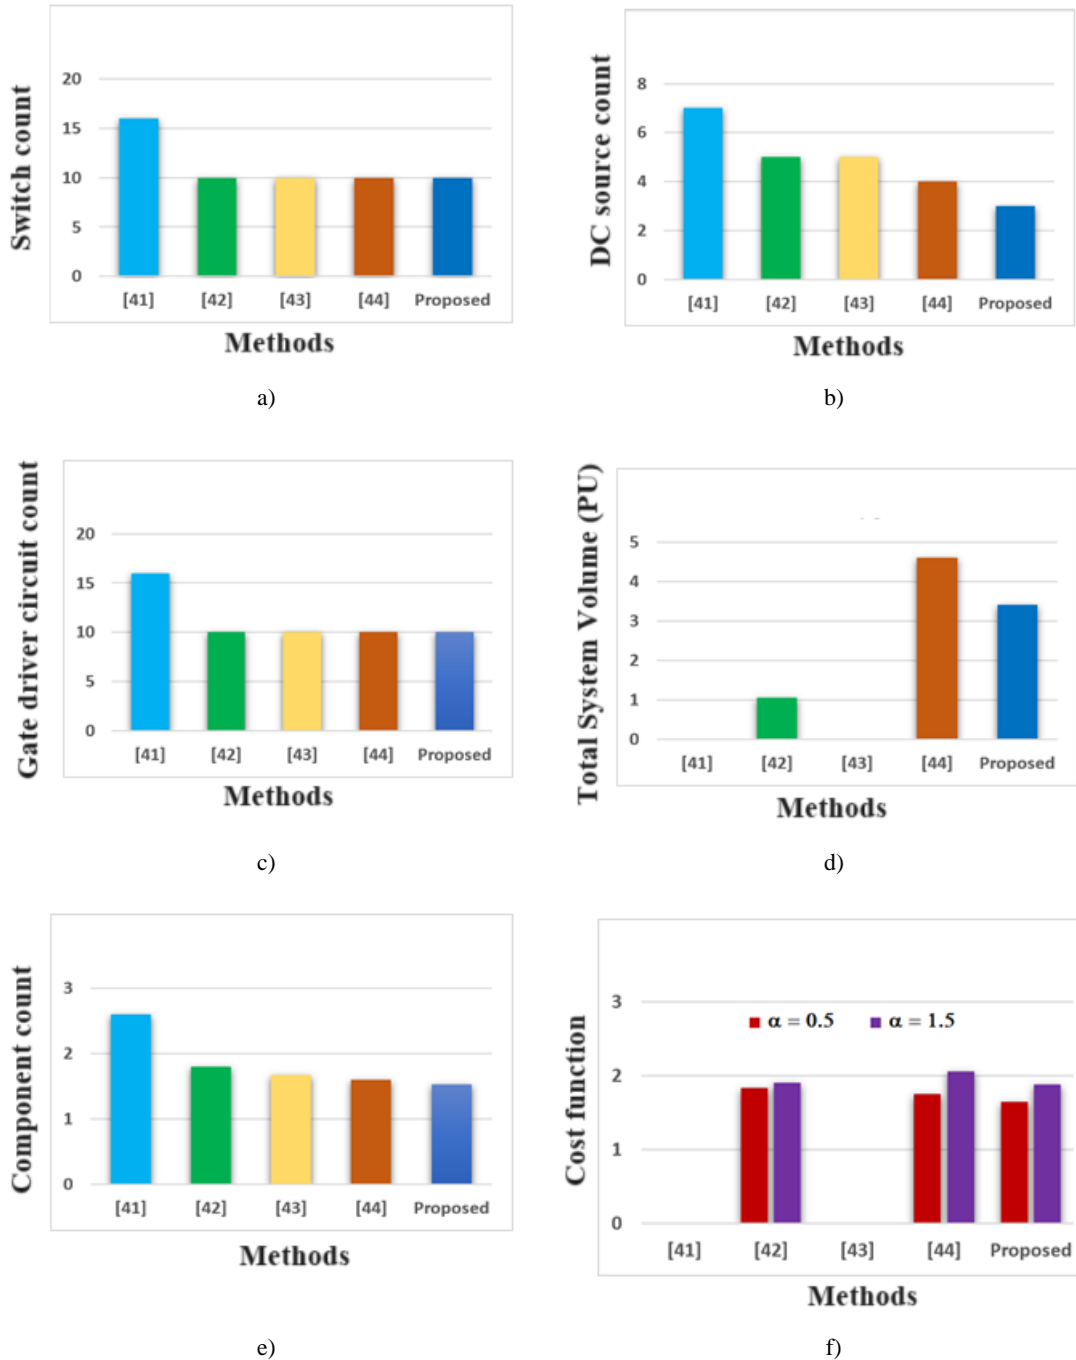 Switch count
20
15
10
5
0
[41] [42] [43] [44] Proposed
Methods
a)
DC source count
8
6
4
2
0
[41] [42] [43] [44] Proposed
Methods
b)
Gate driver circuit count
20
15
10
5
0
[41] [42] [43] [44] Proposed
Methods
c)
Total System Volume (PU)
5
4
3
2
1
0
[41] [42] [43] [44] Proposed
Methods
d)
Component count
3
2
1
0
[41] [42] [43] [44] Proposed
Methods
e)
Cost function
3
α = 0.5 α = 1.5
2
1
0
[41] [42] [43] [44] Proposed
Methods
f)